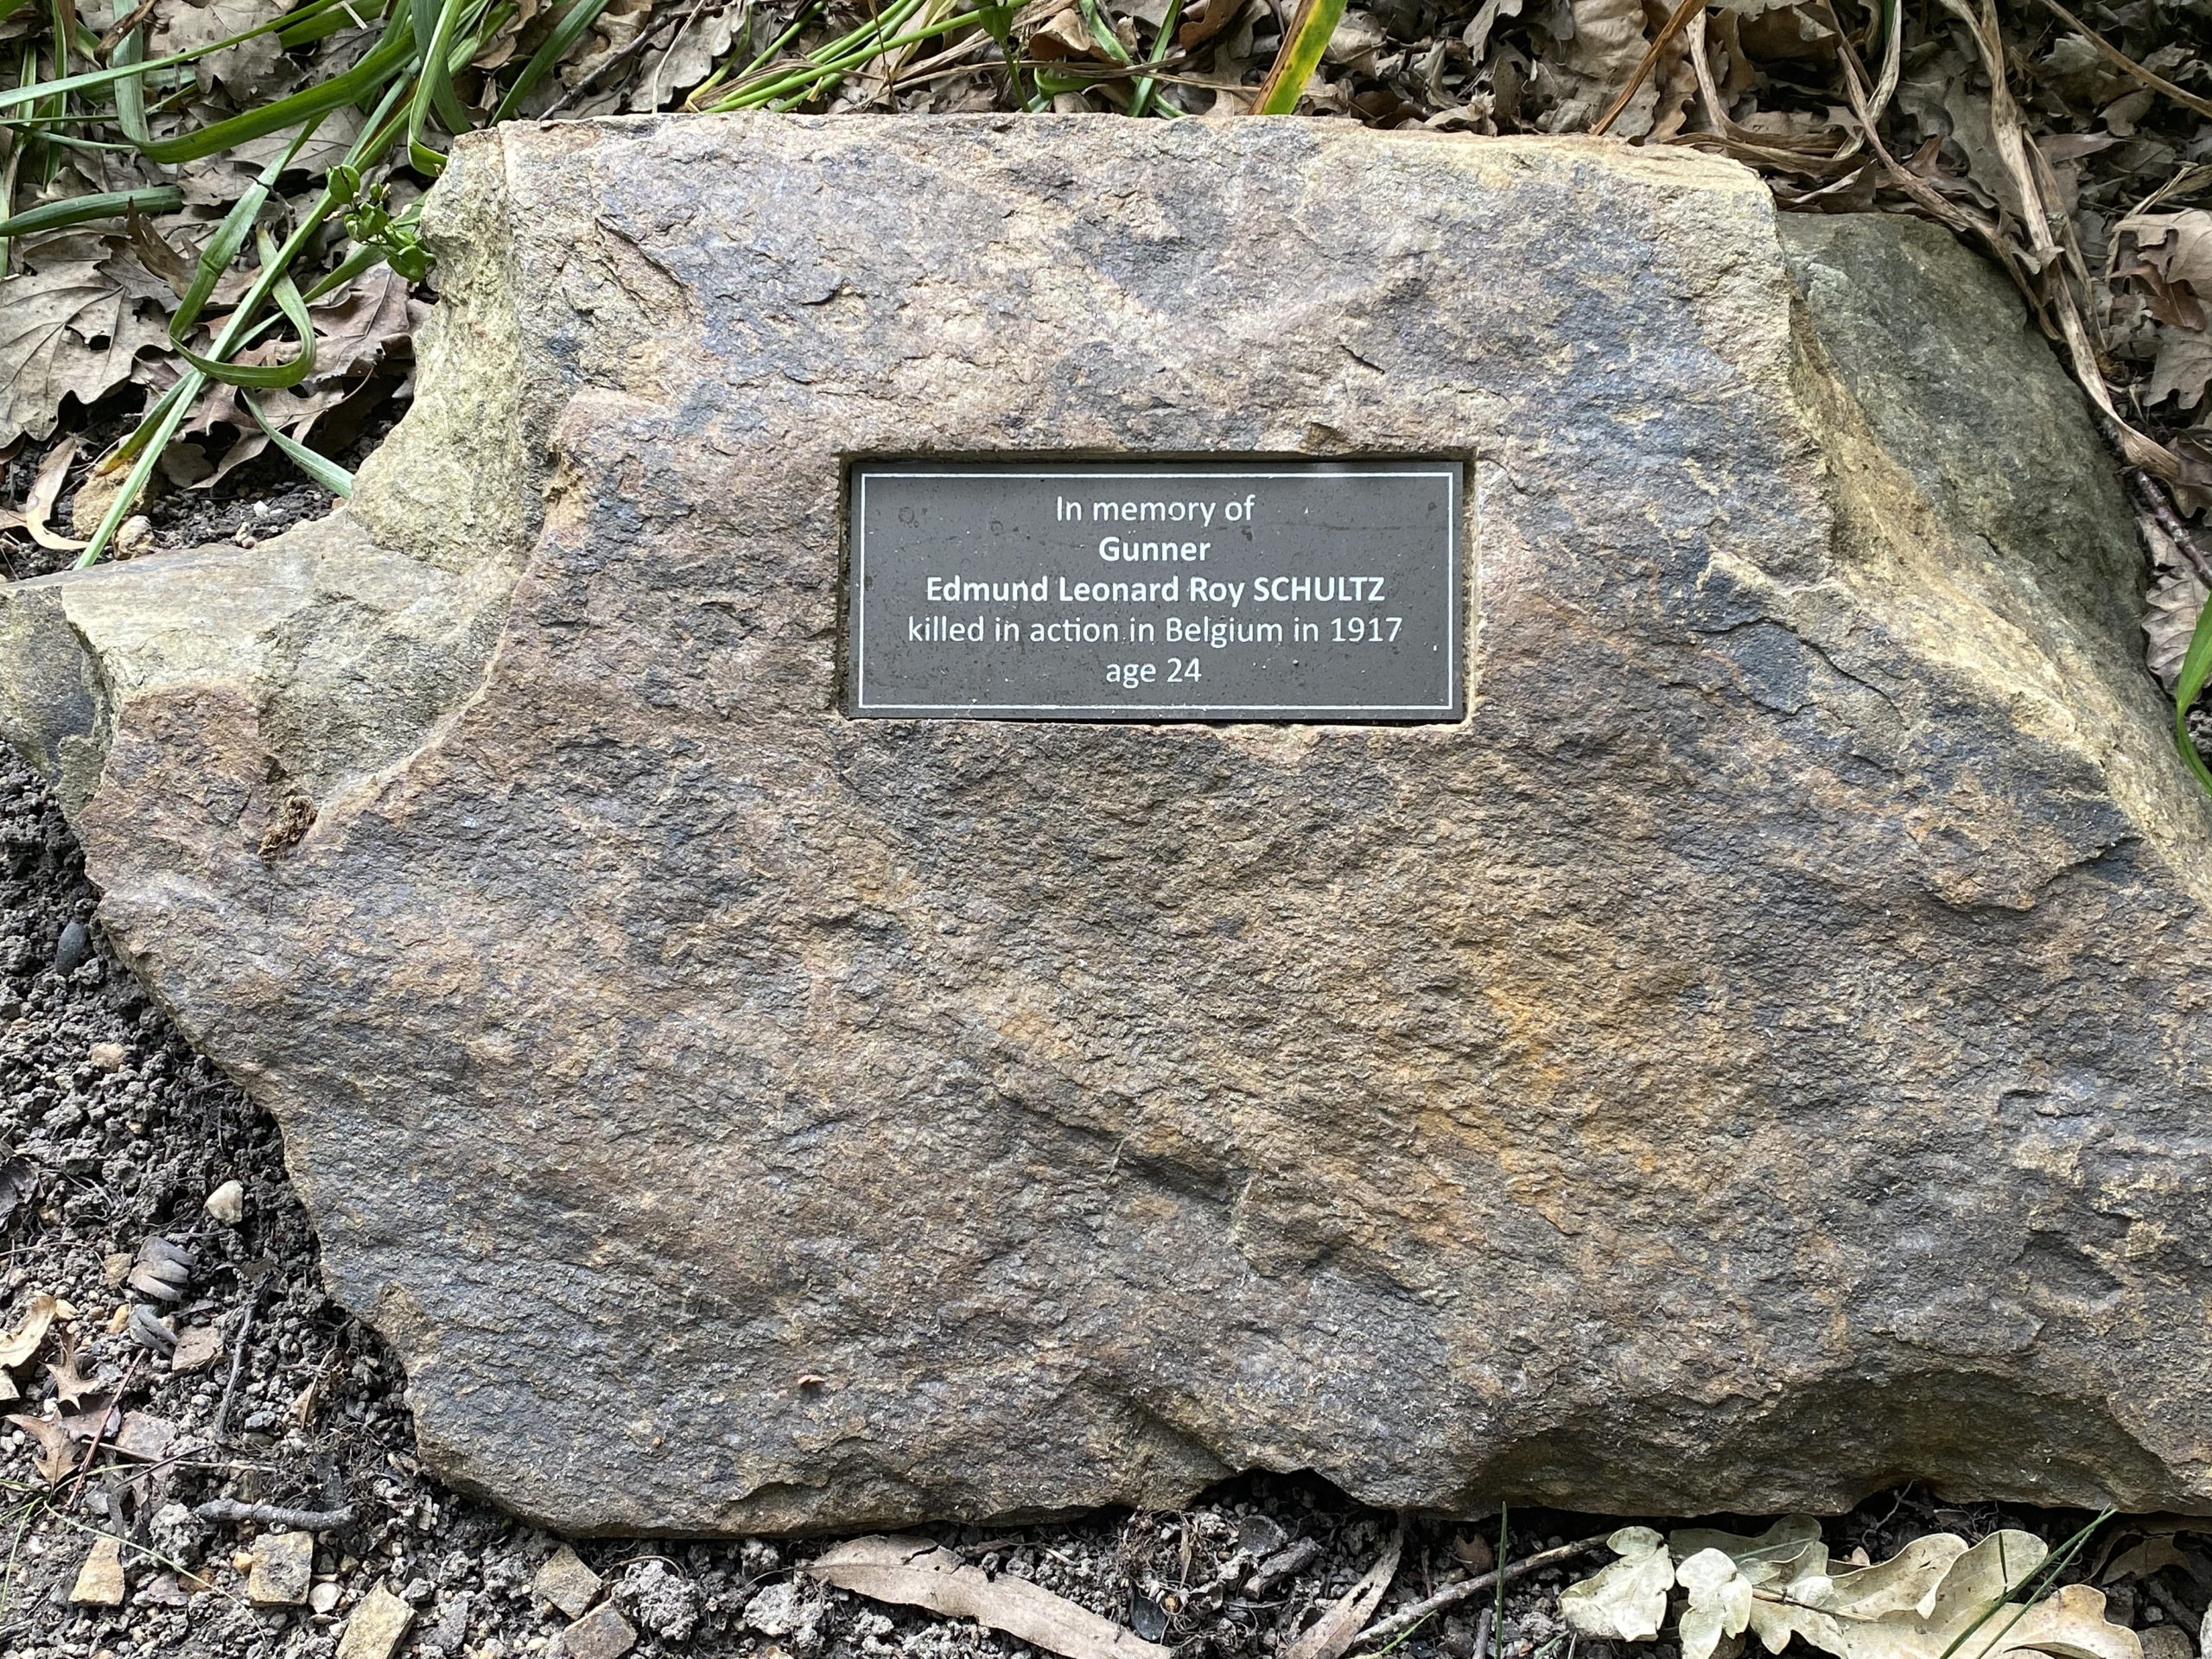 In memory of
Gunner
Edmund Leonard Roy SCHULTZ
killed in action in Belgium in 1917
age 24